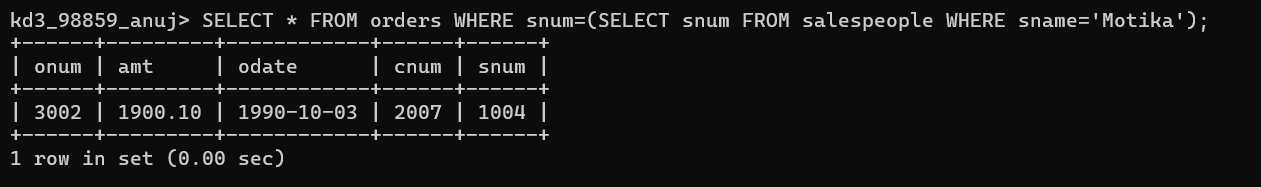 kd3_98859_anuj> SELECT * FROM orders WHERE snum=(SELECT snum FROM salespeople WHERE sname='Motika');
+------+---------+------------+------+------+
| onum | amt     | odate      | cnum | snum |
+------+---------+------------+------+------+
| 3002 | 1900.10 | 1990-10-03 | 2007 | 1004 |
+------+---------+------------+------+------+
1 row in set (0.00 sec)